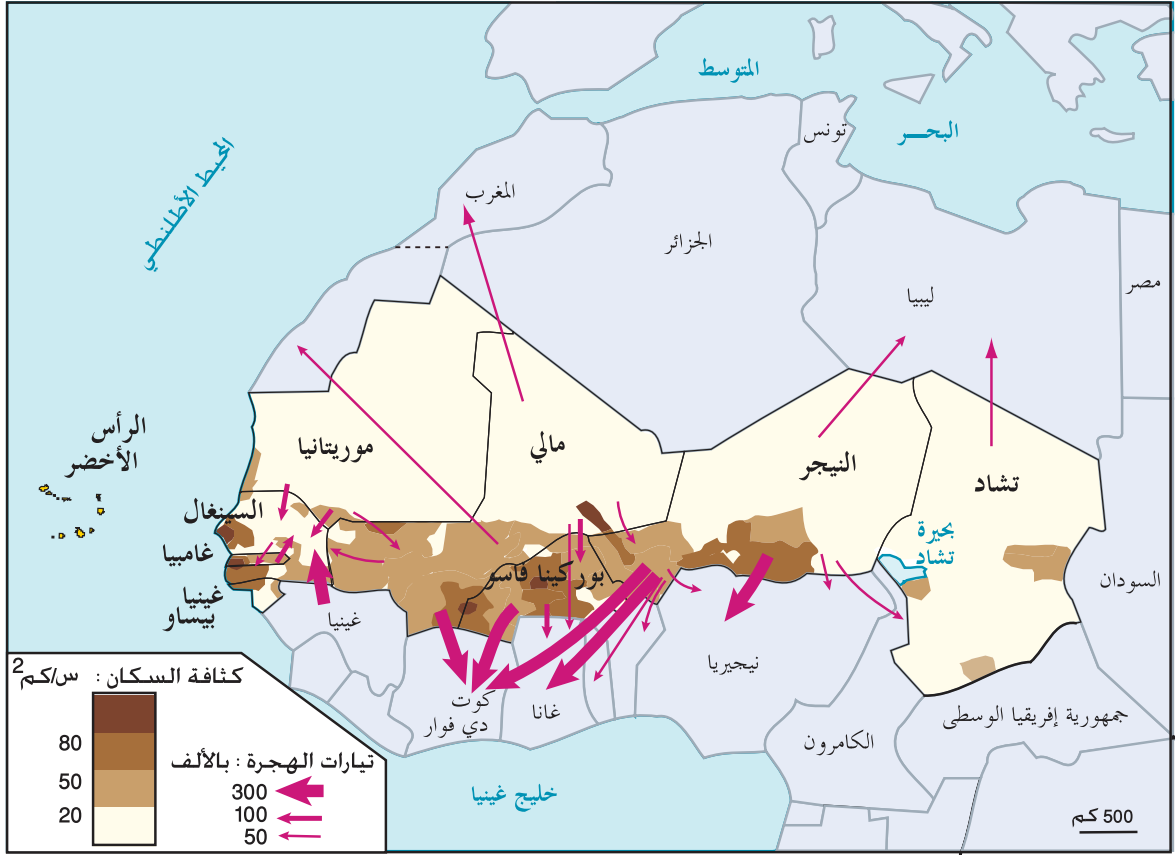 المتوسط
البحـــر
تونس
المحيط الأطلنطي
المغرب
الجزائر
ليبيا
مصر
الرأس
الأخضر
موريتانيا
مالي
النيجر
تشاد
السينغال
غامبيا
غينيا
بيساو
بوركينا فاسو
بحيرة
تشاد
السودان
غينيا
نيجيريا
كوت
دي فوار
غانا
الكامرون
جمهورية إفريقيا الوسطى
خليج غينيا
500 كم
كثافة السكان : س/كم2
80
50
20
تيارات الهجرة : بالألف
300
100
50